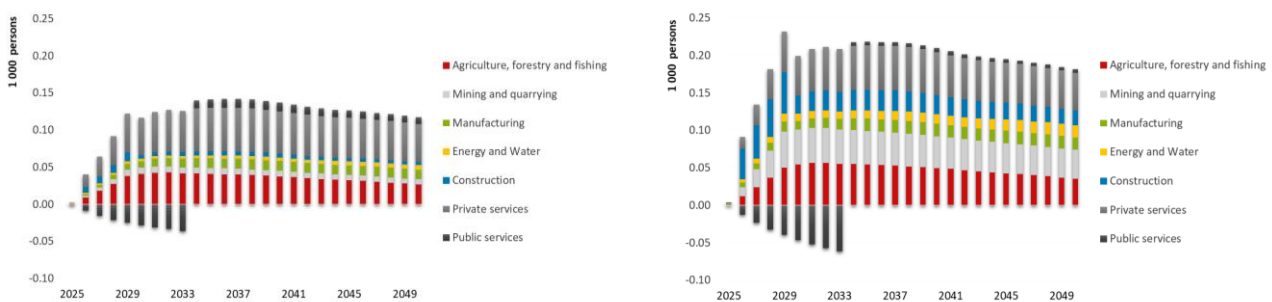 1 000 persons
0.25
0.20
0.15
0.10
0.05
0.00
-0.05
-0.10
2025 2029 2033 2037 2041 2045 2049
Agriculture, forestry and fishing
Mining and quarrying
Manufacturing
Energy and Water
Construction
Private services
Public services
1 000 persons
0.25
0.20
0.15
0.10
0.05
0.00
-0.05
-0.10
2025 2029 2033 2037 2041 2045 2049
Agriculture, forestry and fishing
Mining and quarrying
Manufacturing
Energy and Water
Construction
Private services
Public services